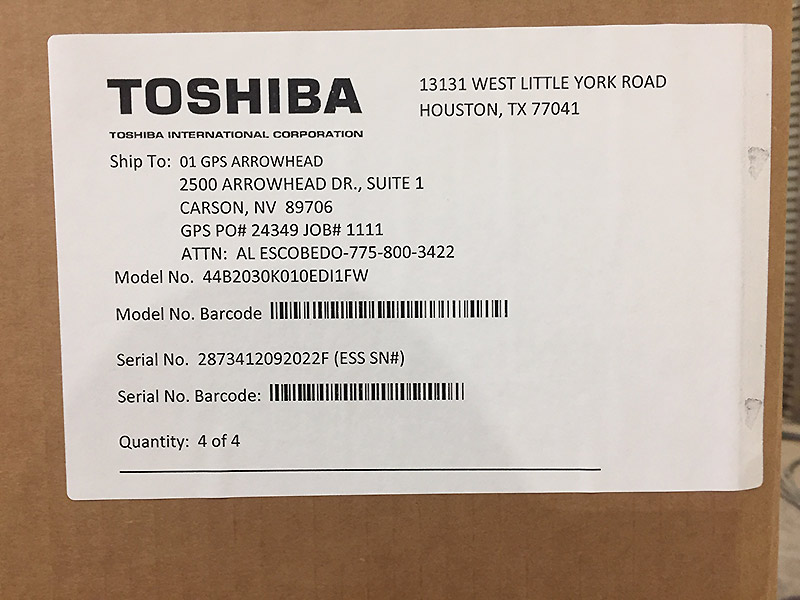 TOSHIBA
TOSHIBA INTERNATIONAL CORPORATION
13131 WEST LITTLE YORK ROAD
HOUSTON, TX 77041
Ship To: 01 GPS ARROWHEAD
2500 ARROWHEAD DR., SUITE 1
CARSON, NV 89706
GPS PO# 24349 JOB# 1111
ATTN: AL ESCOBEDO-775-800-3422
Model No. 44B2030K010EDI1FW
Model No. Barcode
Serial No. 2873412092022F (ESS SN#)
Serial No. Barcode:
Quantity: 4 of 4